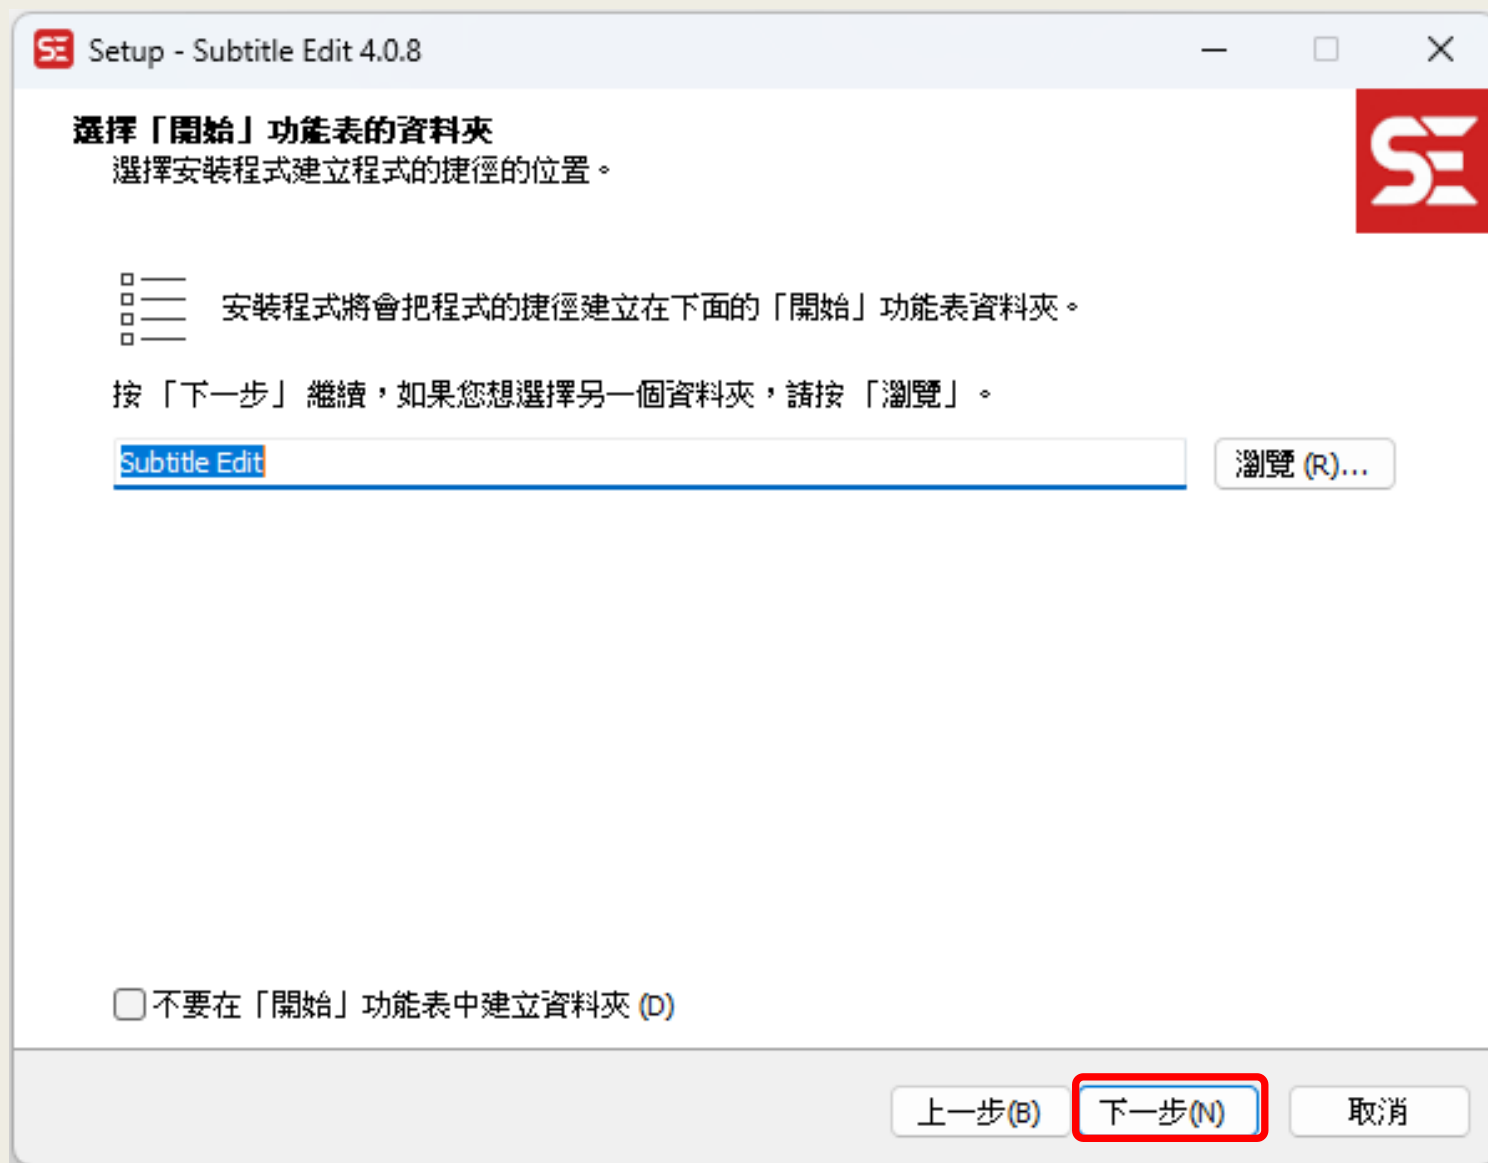 SE Setup - Subtitle Edit 4.0.8
選擇「開始」功能表的資料夾
選擇安裝程式建立程式的捷徑的位置。
SE
安裝程式將會把程式的捷徑建立在下面的「開始」功能表資料夾。
按 「下一步」 繼續，如果您想選擇另一個資料夾，請按 「瀏覽」。
Subtitle Edit
瀏覽 (R)...
不要在「開始」功能表中建立資料夾 (D)
上一步(B) 下一步(N) 取消